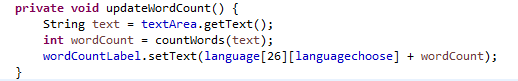 private void updateWordCount() {
String text = textArea.getText();
int wordCount = countWords(text);
wordCountLabel.setText(language[26][languagechoose] + wordCount);
}